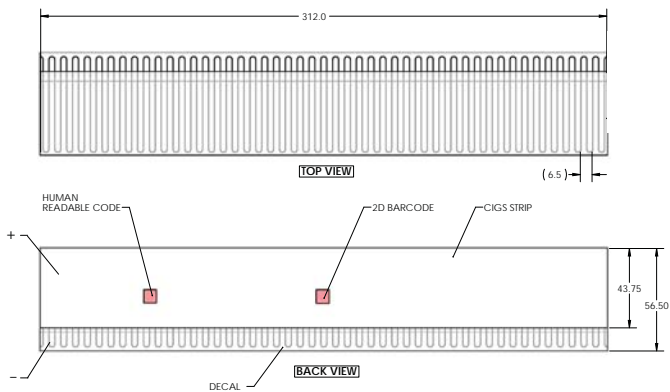 312.0
TOP VIEW
( 6.5 )
HUMAN
READABLE CODE
2D BARCODE
CIGS STRIP
+
43.75
56.50
–
BACK VIEW
DECAL